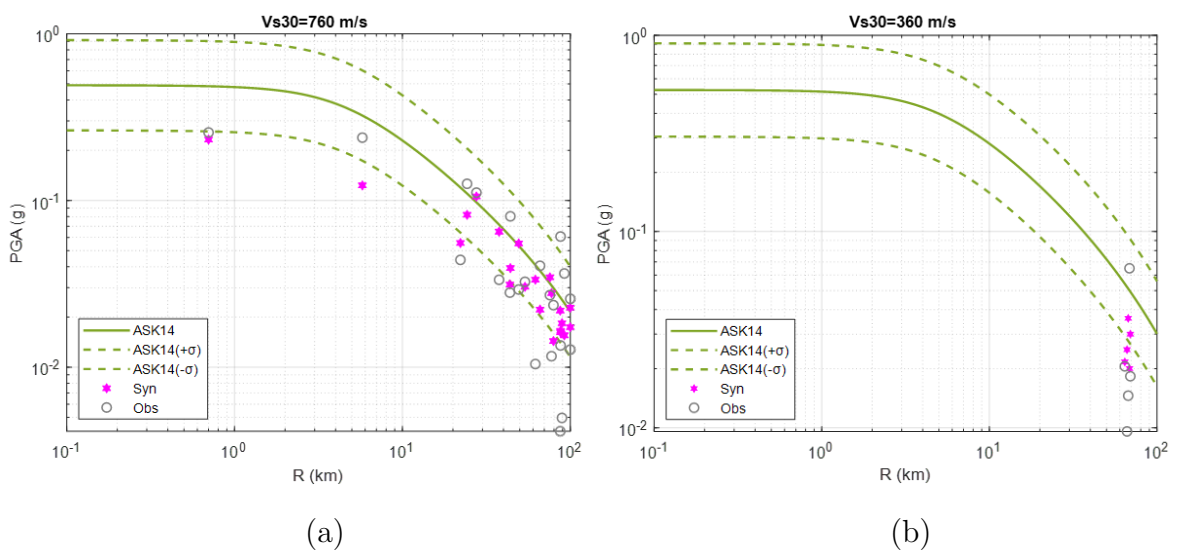 Vs30=760 m/s
10^0
10^-1
10^-2
PGA (g)
ASK14
ASK14(+σ)
ASK14(-σ)
Syn
Obs
10^-1
10^0
10^1
10^2
R (km)
(a)
Vs30=360 m/s
10^0
10^-1
10^-2
PGA (g)
ASK14
ASK14(+σ)
ASK14(-σ)
Syn
Obs
10^-1
10^0
10^1
10^2
R (km)
(b)